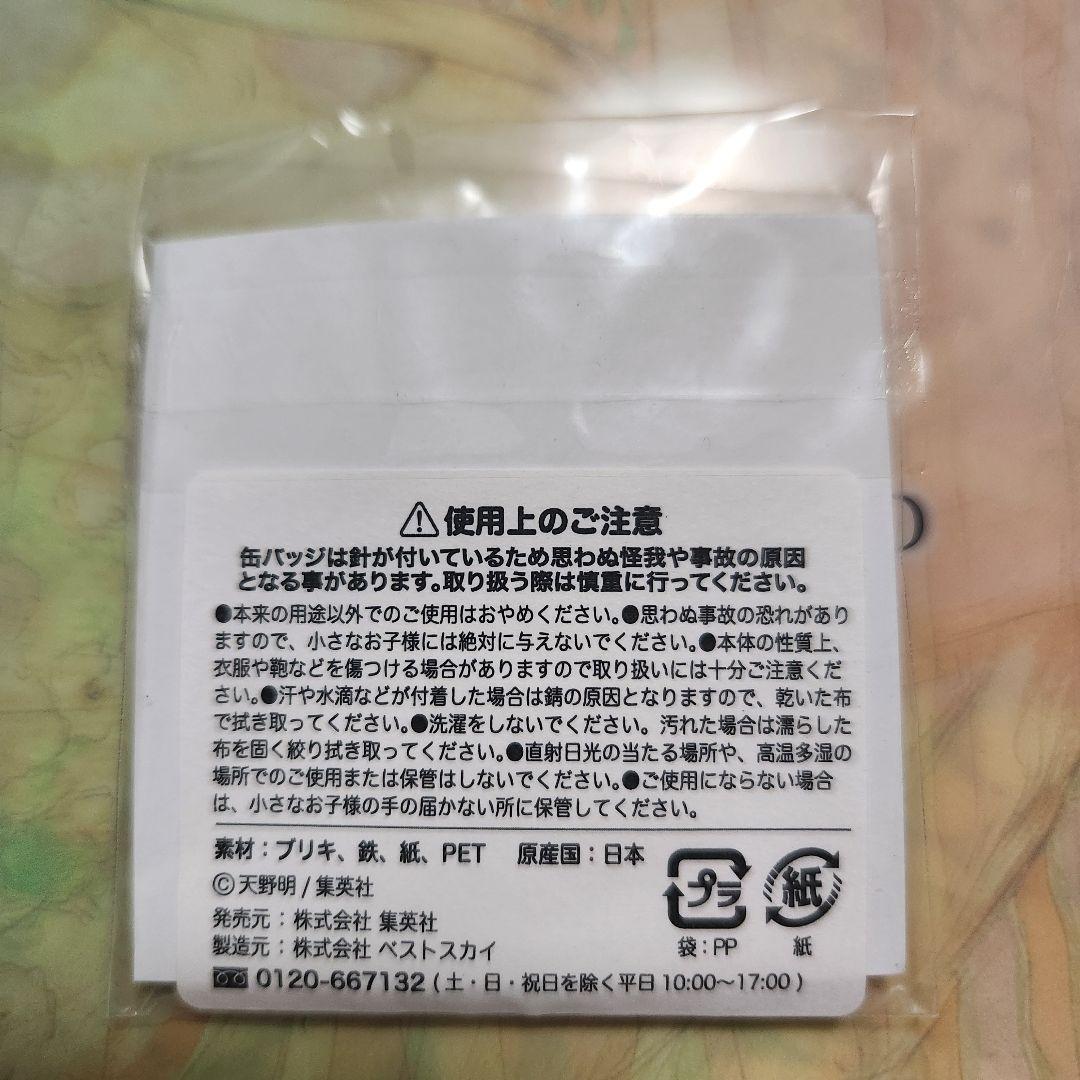 ⚠使用上のご注意
缶バッジは針が付いているため思わぬ怪我や事故の原因
となる事があります。取り扱う際は慎重に行ってください。
●本来の用途以外でのご使用はおやめください。●思わぬ事故の恐れがあり
ますので、小さなお子様には絶対に与えないでください。●本体の性質上、
衣服や鞄などを傷つける場合がありますので取り扱いには十分ご注意くだ
さい。●汗や水滴などが付着した場合は錆の原因となりますので、乾いた布
で拭き取ってください。●洗濯をしないでください。汚れた場合は濡らした
布を固く絞り拭き取ってください。●直射日光の当たる場所や、高温多湿の
場所でのご使用または保管はしないでください。●ご使用にならない場合
は、小さなお子様の手の届かない所に保管してください。
素材：ブリキ、鉄、紙、PET　原産国：日本
©天野明/集英社
発売元：株式会社 集英社
製造元：株式会社 ベストスカイ
0120-667132（土・日・祝日を除く平日10:00～17:00）
プラ
袋：PP
紙
紙